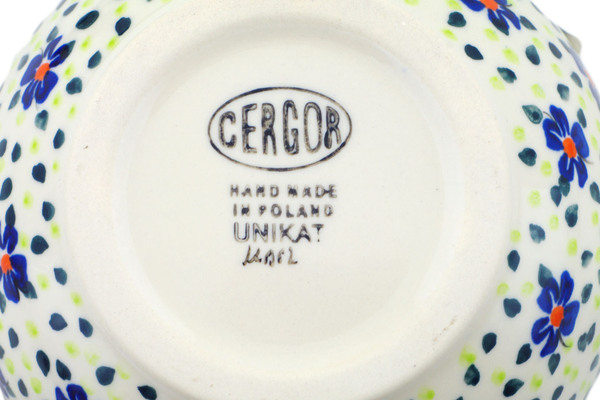 CERGOR
HAND MADE
IN POLAND
UNIKAT